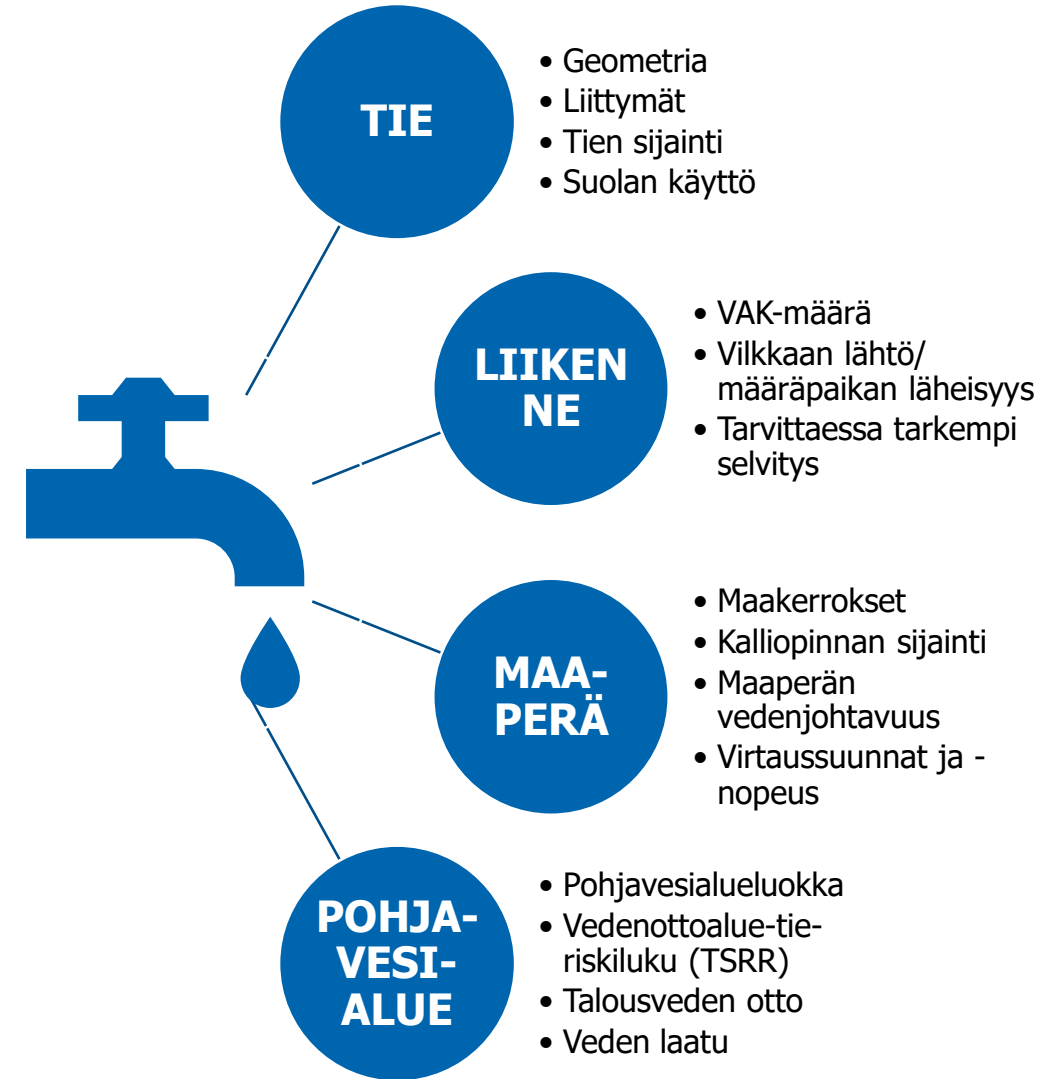 TIE
• Geometria
• Liittymät
• Tien sijainti
• Suolan käyttö
LIIKEN
NE
• VAK-määrä
• Vilkkaan lähtö/
määräpaikan läheisyys
• Tarvittaessa tarkempi
selvitys
MAA-
PERÄ
• Maakerrokset
• Kalliopinnan sijainti
• Maaperän
vedenjohtavuus
• Virtaussuunnat ja -
nopeus
POHJA-
VESI-
ALUE
• Pohjavesialueluokka
• Vedenottoalue-tie-
riskiluku (TSRR)
• Talousveden otto
• Veden laatu